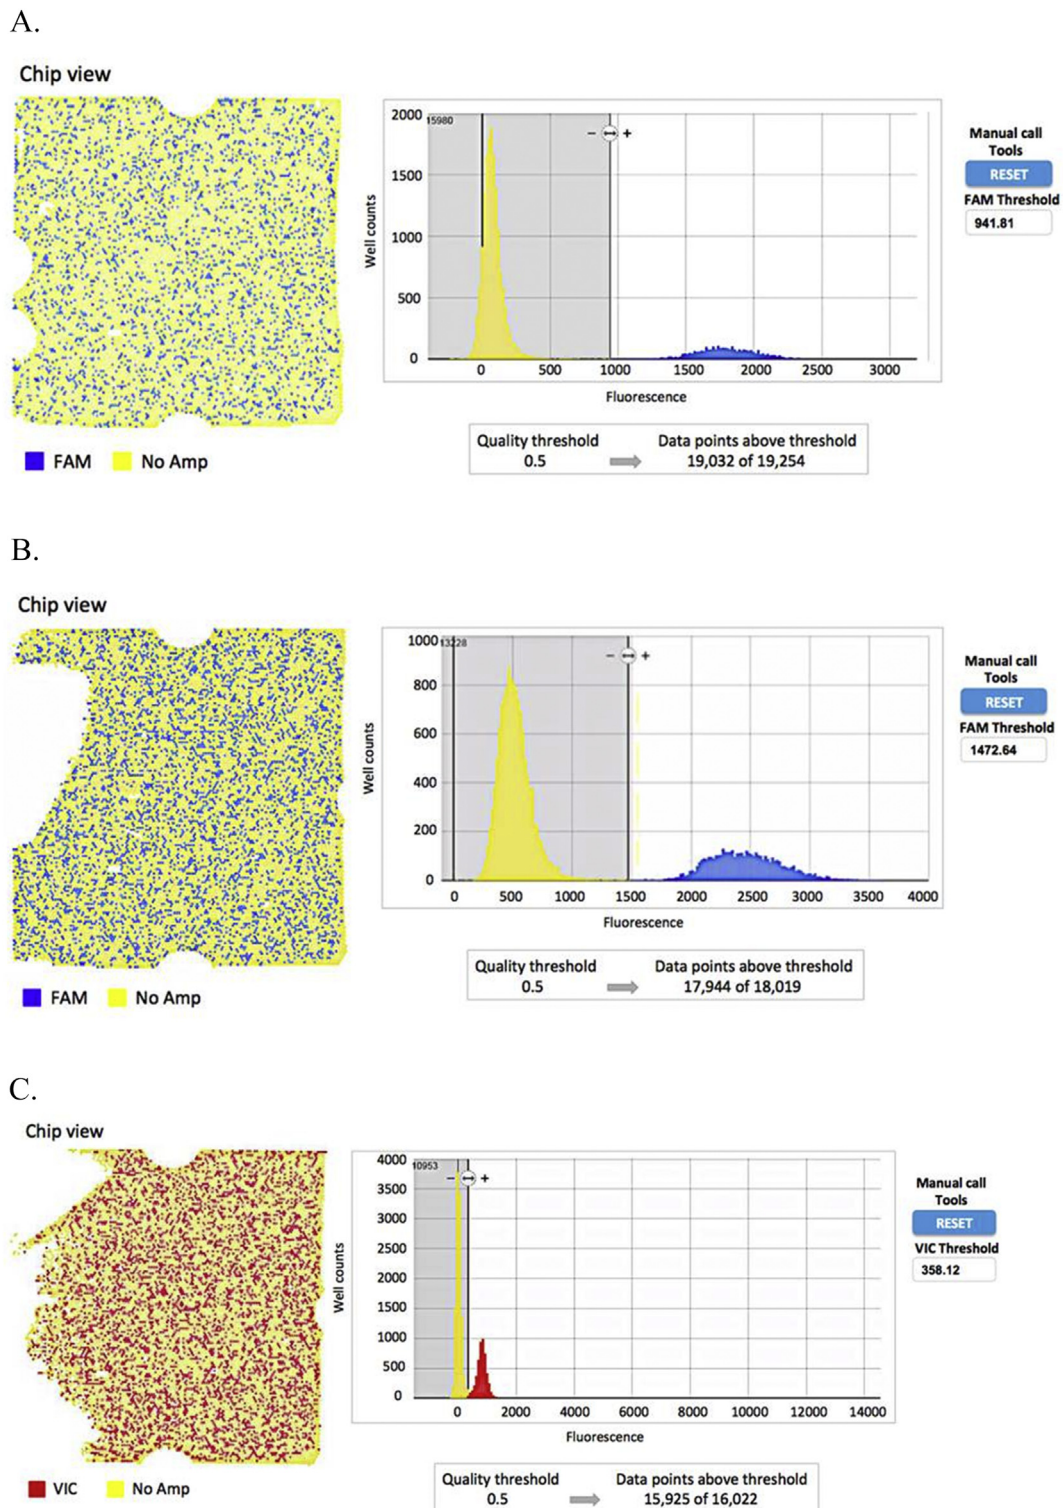 A.
Chip view
2000
15980
1500
1000
500
0
Well counts
− +
0 500 1000 1500 2000 2500 3000
Fluorescence
Manual call
Tools
RESET
FAM Threshold
941.81
FAM No Amp
Quality threshold Data points above threshold
0.5 19,032 of 19,254
B.
Chip view
1000
13228
800
600
400
200
0
Well counts
− +
0 500 1000 1500 2000 2500 3000 3500 4000
Fluorescence
Manual call
Tools
RESET
FAM Threshold
1472.64
FAM No Amp
Quality threshold Data points above threshold
0.5 17,944 of 18,019
C.
Chip view
4000
10953
3500
3000
2500
2000
1500
1000
500
0
Well counts
− +
0 2000 4000 6000 8000 10000 12000 14000
Fluorescence
Manual call
Tools
RESET
VIC Threshold
358.12
VIC No Amp
Quality threshold Data points above threshold
0.5 15,925 of 16,022